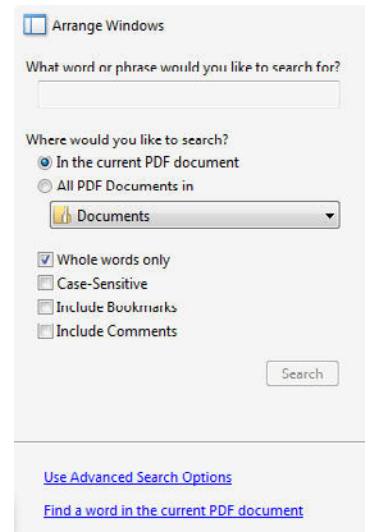 Arrange Windows
What word or phrase would you like to search for?
Where would you like to search?
In the current PDF document
All PDF Documents in
Documents
Whole words only
Case-Sensitive
Include Bookmarks
Include Comments
Search
Use Advanced Search Options
Find a word in the current PDF document